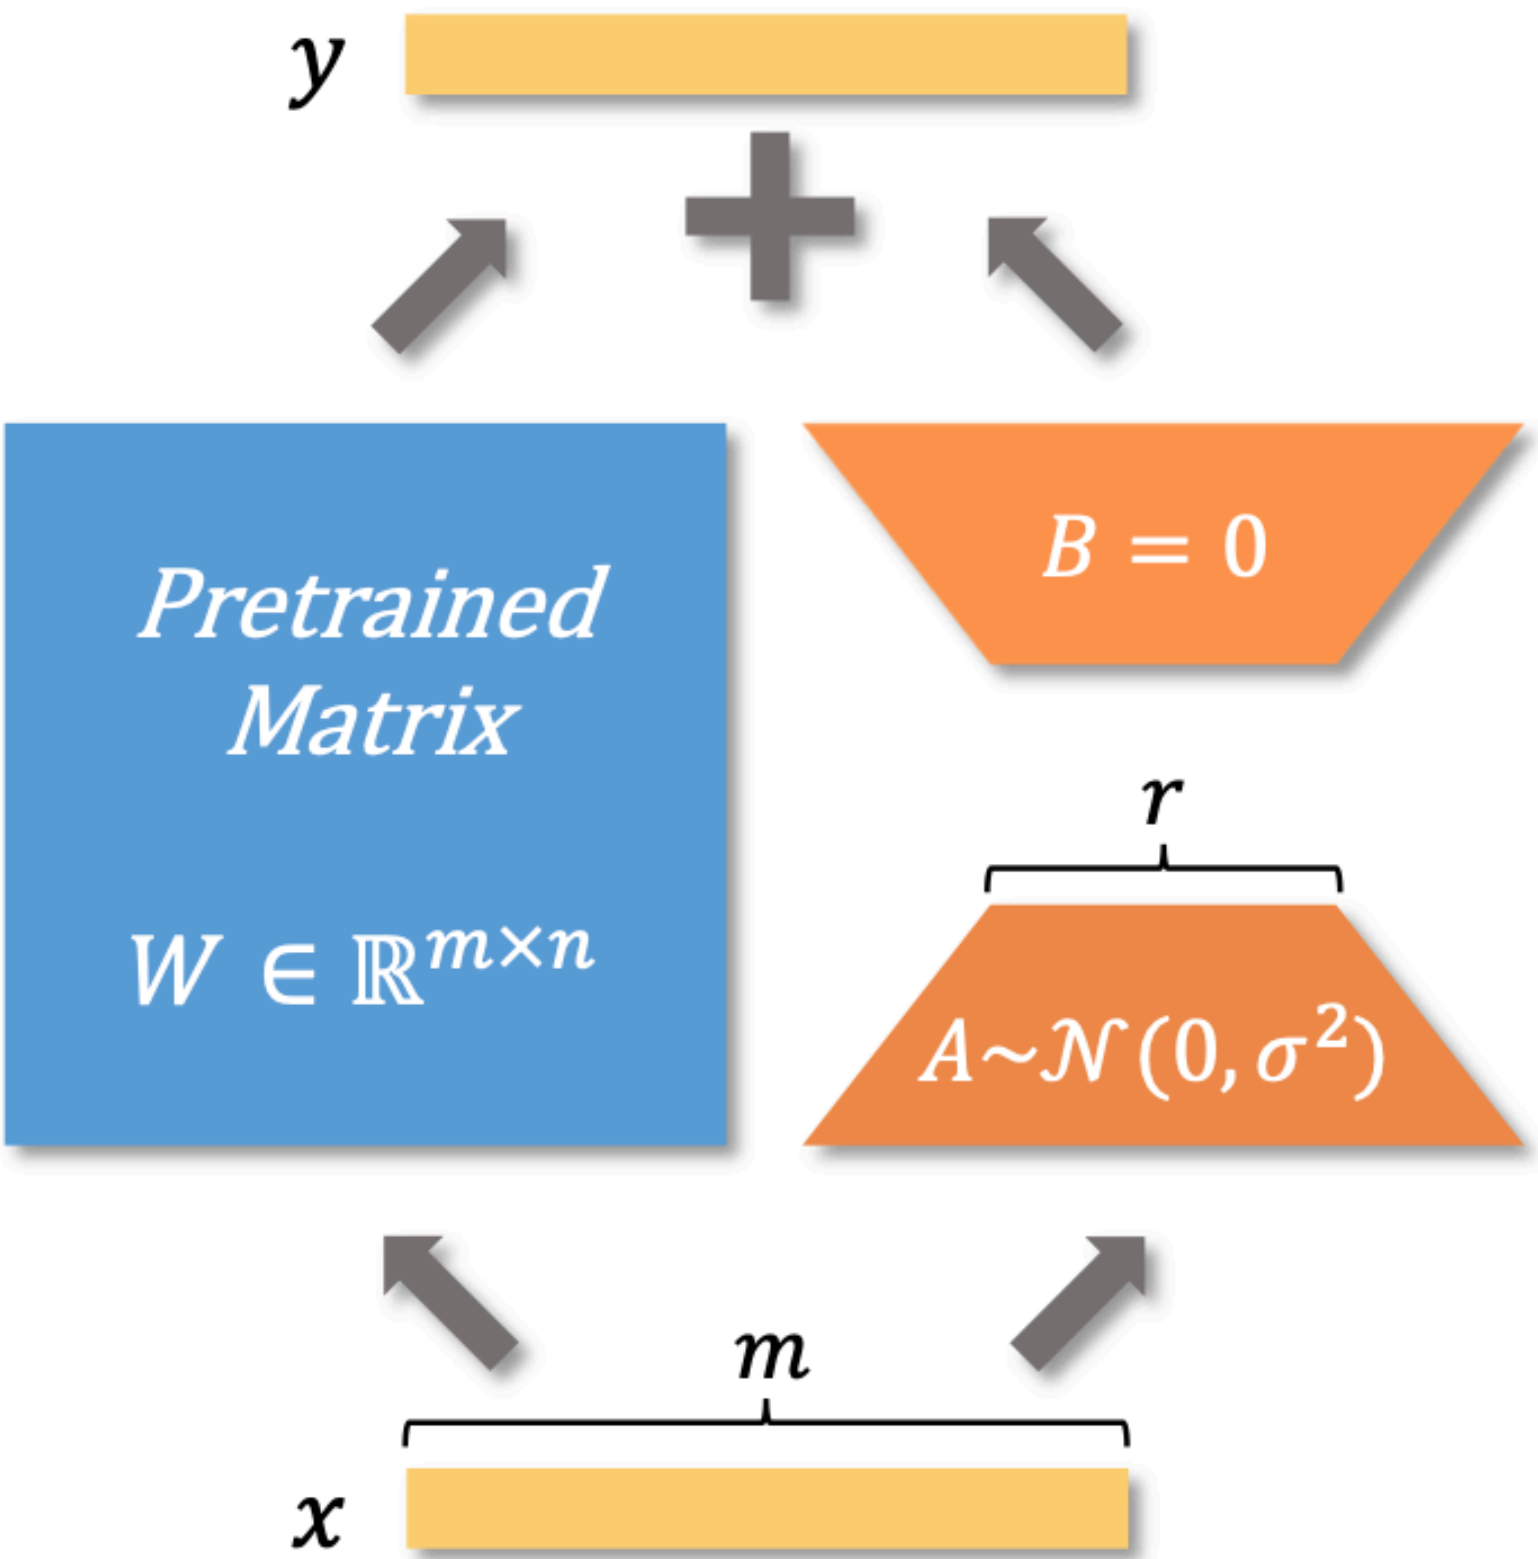 y
Pretrained
Matrix
W ∈ ℝ^{m×n}
B = 0
r
A~𝒩(0, σ²)
m
x